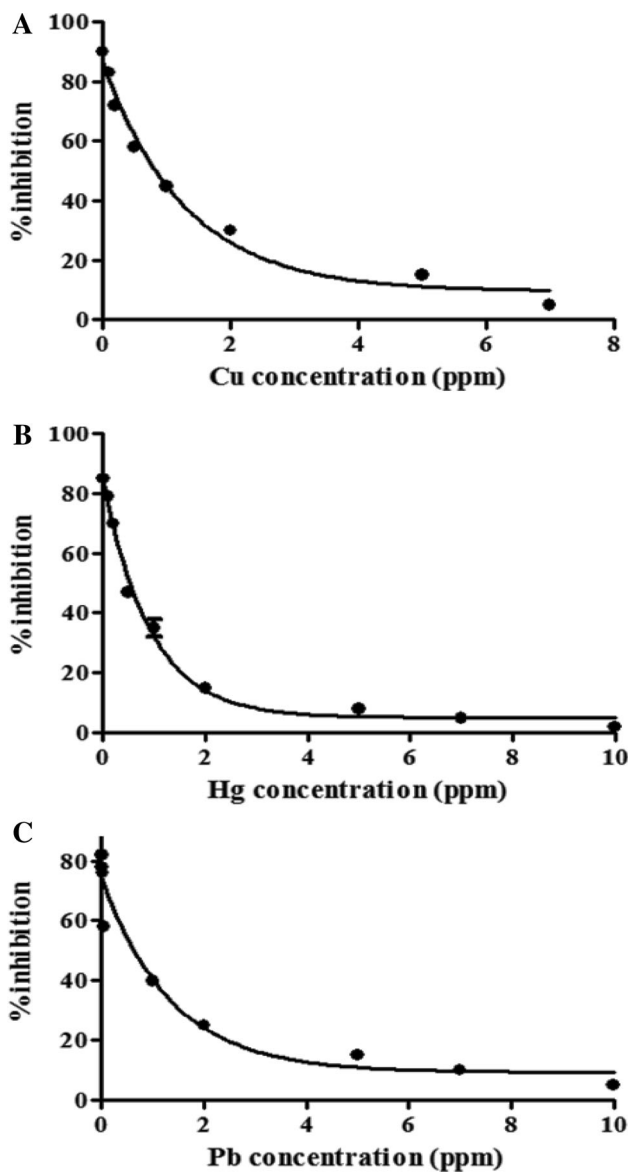 A
100
80
60
40
20
0
% inhibition
0 2 4 6 8
Cu concentration (ppm)
B
100
80
60
40
20
0
% inhibition
0 2 4 6 8 10
Hg concentration (ppm)
C
80
60
40
20
0
% inhibition
0 2 4 6 8 10
Pb concentration (ppm)